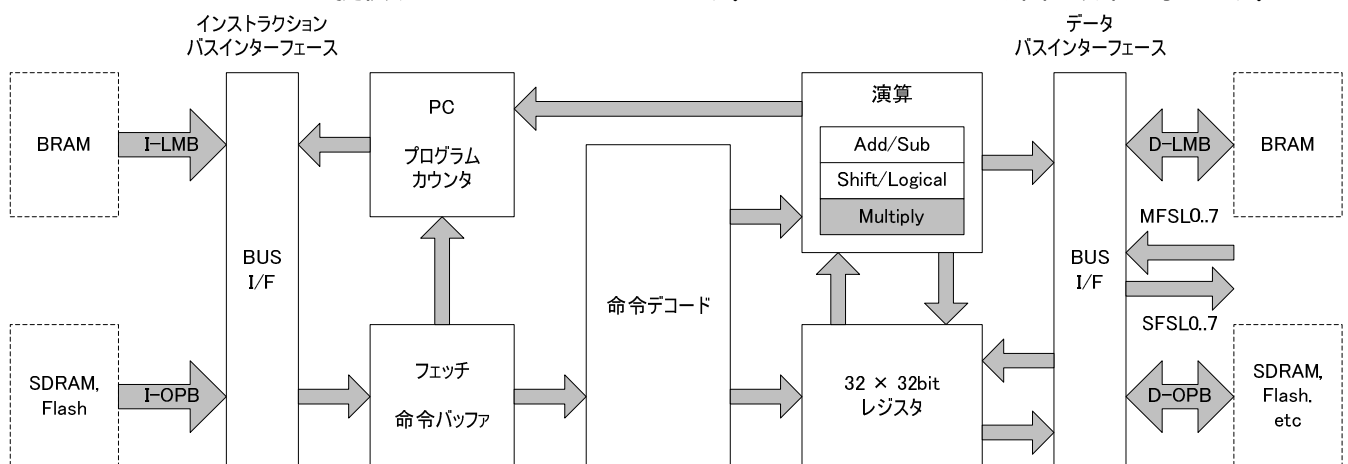 インストラクション
バスインターフェース
データ
バスインターフェース
BRAM
I-LMB
BUS
I/F
PC
プログラム
カウンタ
演算
Add/Sub
Shift/Logical
Multiply
D-LMB
BRAM
MFSL0..7
BUS
I/F
SFSL0..7
命令デコード
SDRAM,
Flash
I-OPB
フェッチ
命令バッファ
32 × 32bit
レジスタ
D-OPB
SDRAM,
Flash.
etc